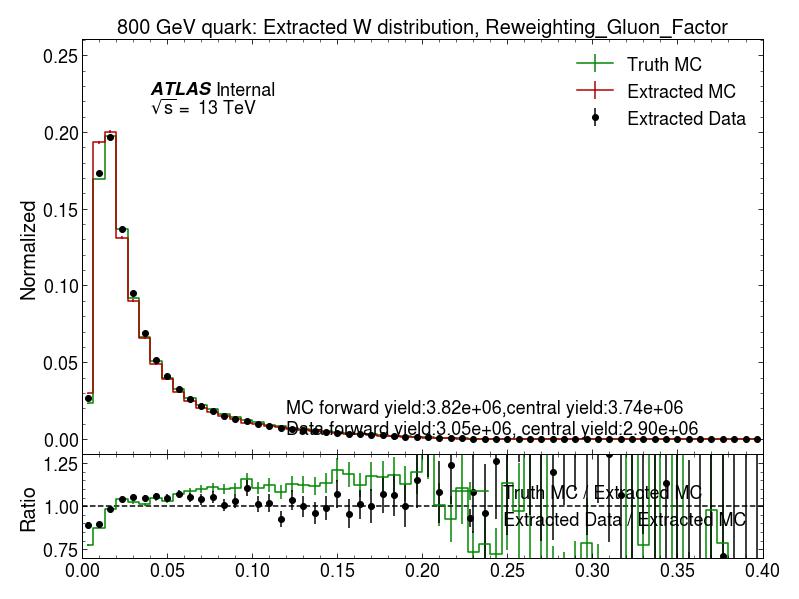 800 GeV quark: Extracted W distribution, Reweighting_Gluon_Factor
0.25
ATLAS Internal
√s = 13 TeV
Truth MC
Extracted MC
Extracted Data
0.20
0.15
Normalized
0.10
0.05
MC forward yield:3.82e+06,central yield:3.74e+06
Data forward yield:3.05e+06, central yield:2.90e+06
0.00
1.25
Truth MC / Extracted MC
Ratio
1.00
Extracted Data / Extracted MC
0.75
0.00 0.05 0.10 0.15 0.20 0.25 0.30 0.35 0.40